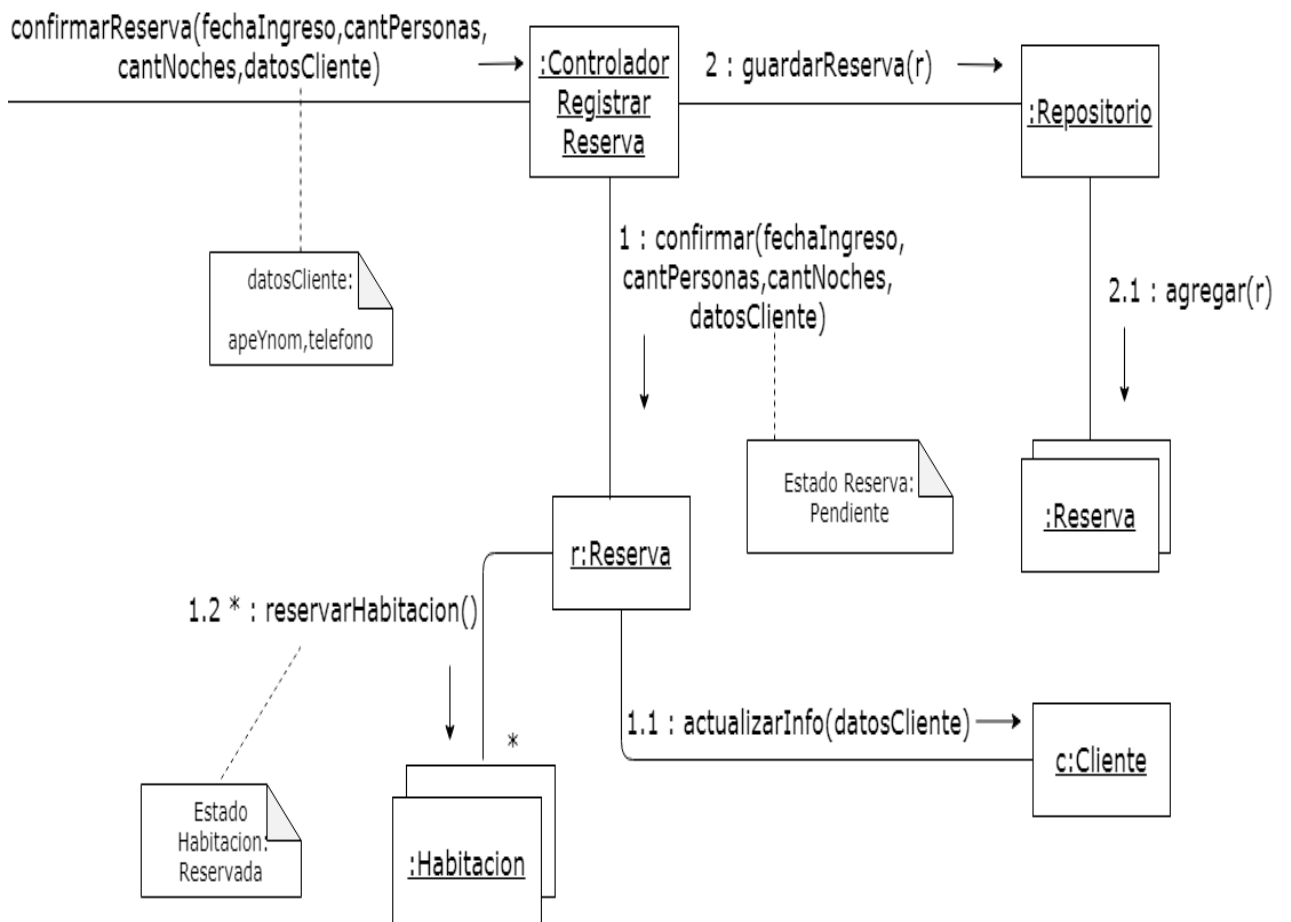 confirmarReserva(fechaIngreso,cantPersonas,
cantNoches,datosCliente)
:Controlador
Registrar
Reserva
2 : guardarReserva(r)
:Repositorio
datosCliente:
apeYnom,telefono
1 : confirmar(fechaIngreso,
cantPersonas,cantNoches,
datosCliente)
2.1 : agregar(r)
Estado Reserva:
Pendiente
:Reserva
r:Reserva
1.2 * : reservarHabitacion()
*
1.1 : actualizarInfo(datosCliente)
c:Cliente
Estado
Habitacion:
Reservada
:Habitacion